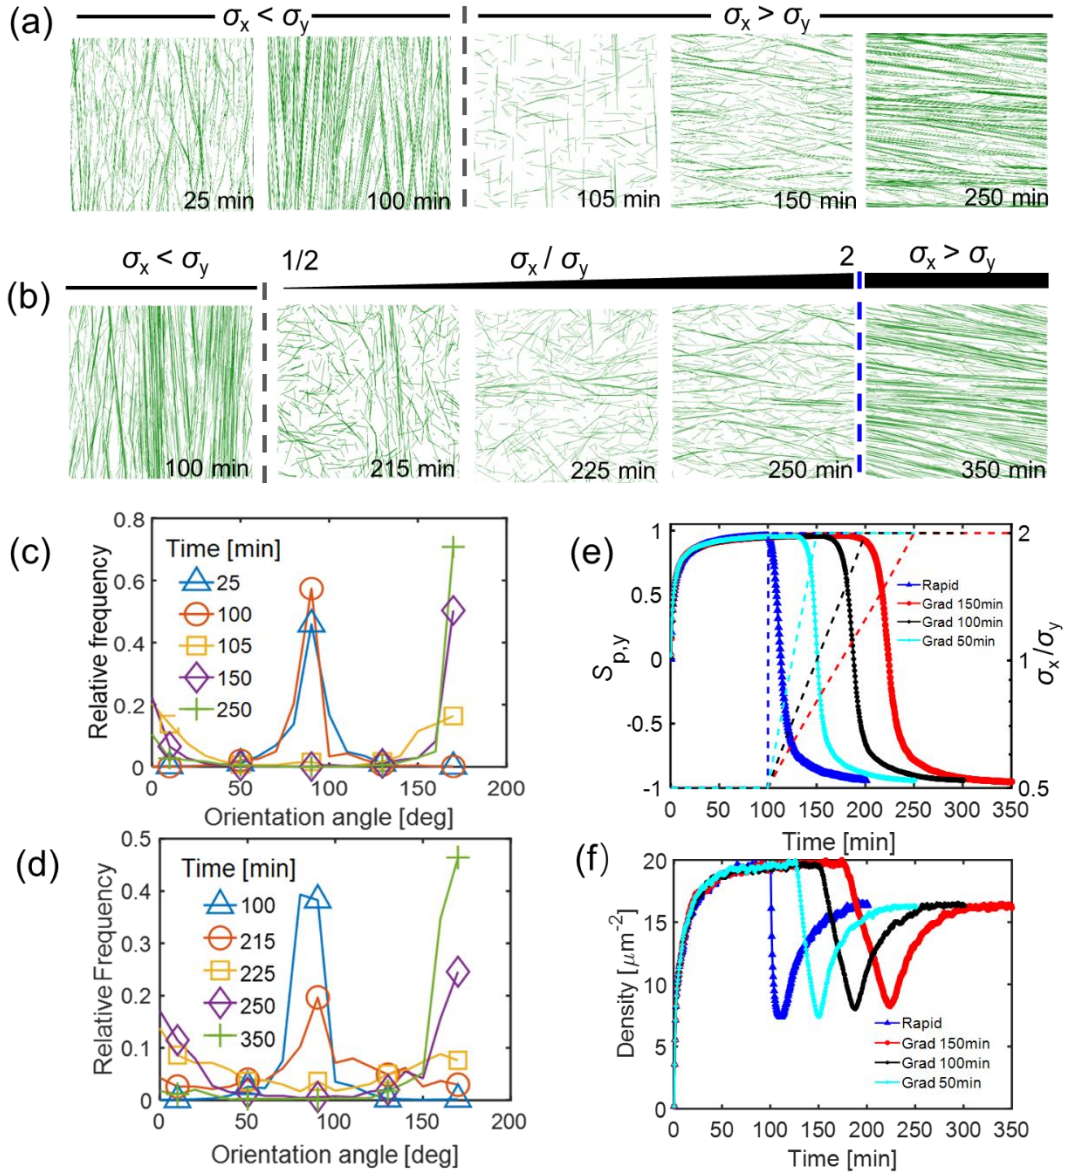 (a)
σx < σy
σx > σy
25 min
100 min
105 min
150 min
250 min
(b)
σx < σy
1/2
σx / σy
2
σx > σy
100 min
215 min
225 min
250 min
350 min
(c)
0.8
0.6
0.4
0.2
0
Relative frequency
Time [min]
25
100
105
150
250
0 50 100 150 200
Orientation angle [deg]
(d)
0.5
0.4
0.3
0.2
0.1
0
Relative Frequency
Time [min]
100
215
225
250
350
0 50 100 150 200
Orientation angle [deg]
(e)
1
0.5
0
-0.5
-1
Sp,y
Rapid
Grad 150min
Grad 100min
Grad 50min
2
1
0.5
σx/σy
0 50 100 150 200 250 300 350
Time [min]
(f)
20
16
12
8
4
0
Density [μm-2]
Rapid
Grad 150min
Grad 100min
Grad 50min
0 50 100 150 200 250 300 350
Time [min]